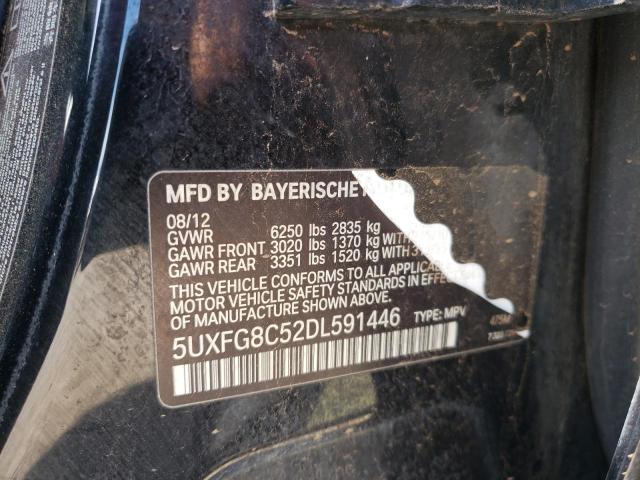 MFD BY BAYERISCHE
08/12
GVWR 6250 lbs 2835 kg
GAWR FRONT 3020 lbs 1370 kg WITH
GAWR REAR 3351 lbs 1520 kg WITH
THIS VEHICLE CONFORMS TO ALL APPLICABLE
MOTOR VEHICLE SAFETY STANDARDS IN EFFECT
OF MANUFACTURE SHOWN ABOVE.
5UXFG8C52DL591446 TYPE: MPV